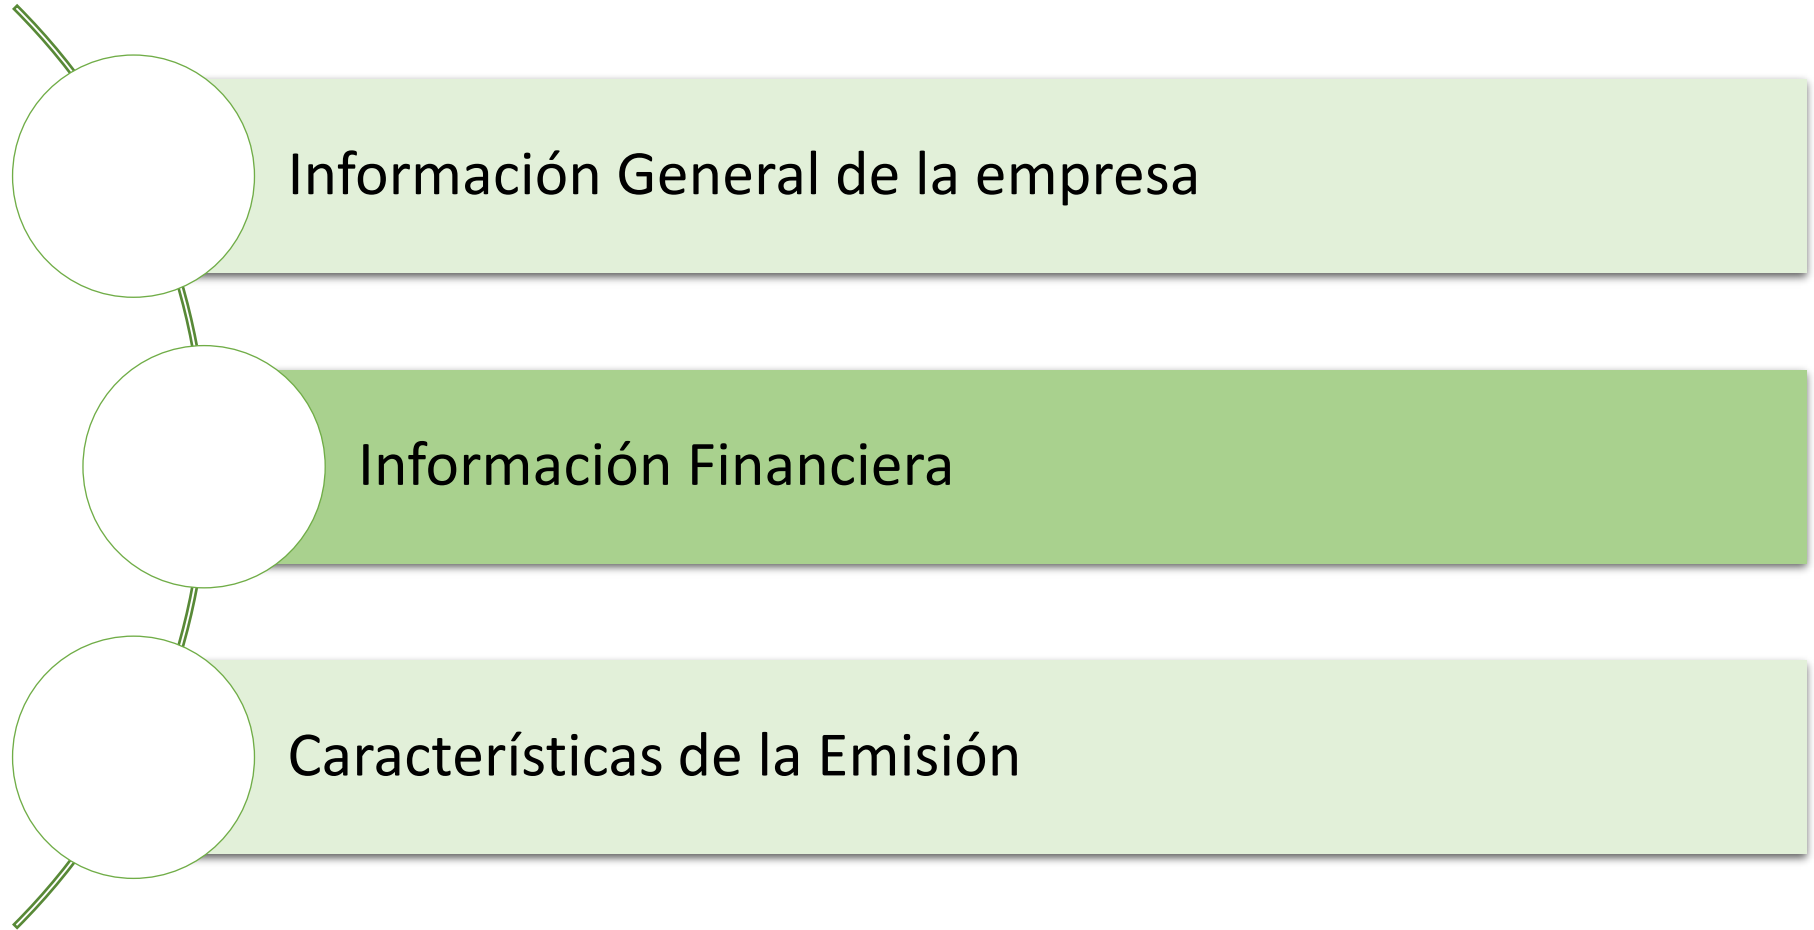 Información General de la empresa
Información Financiera
Características de la Emisión